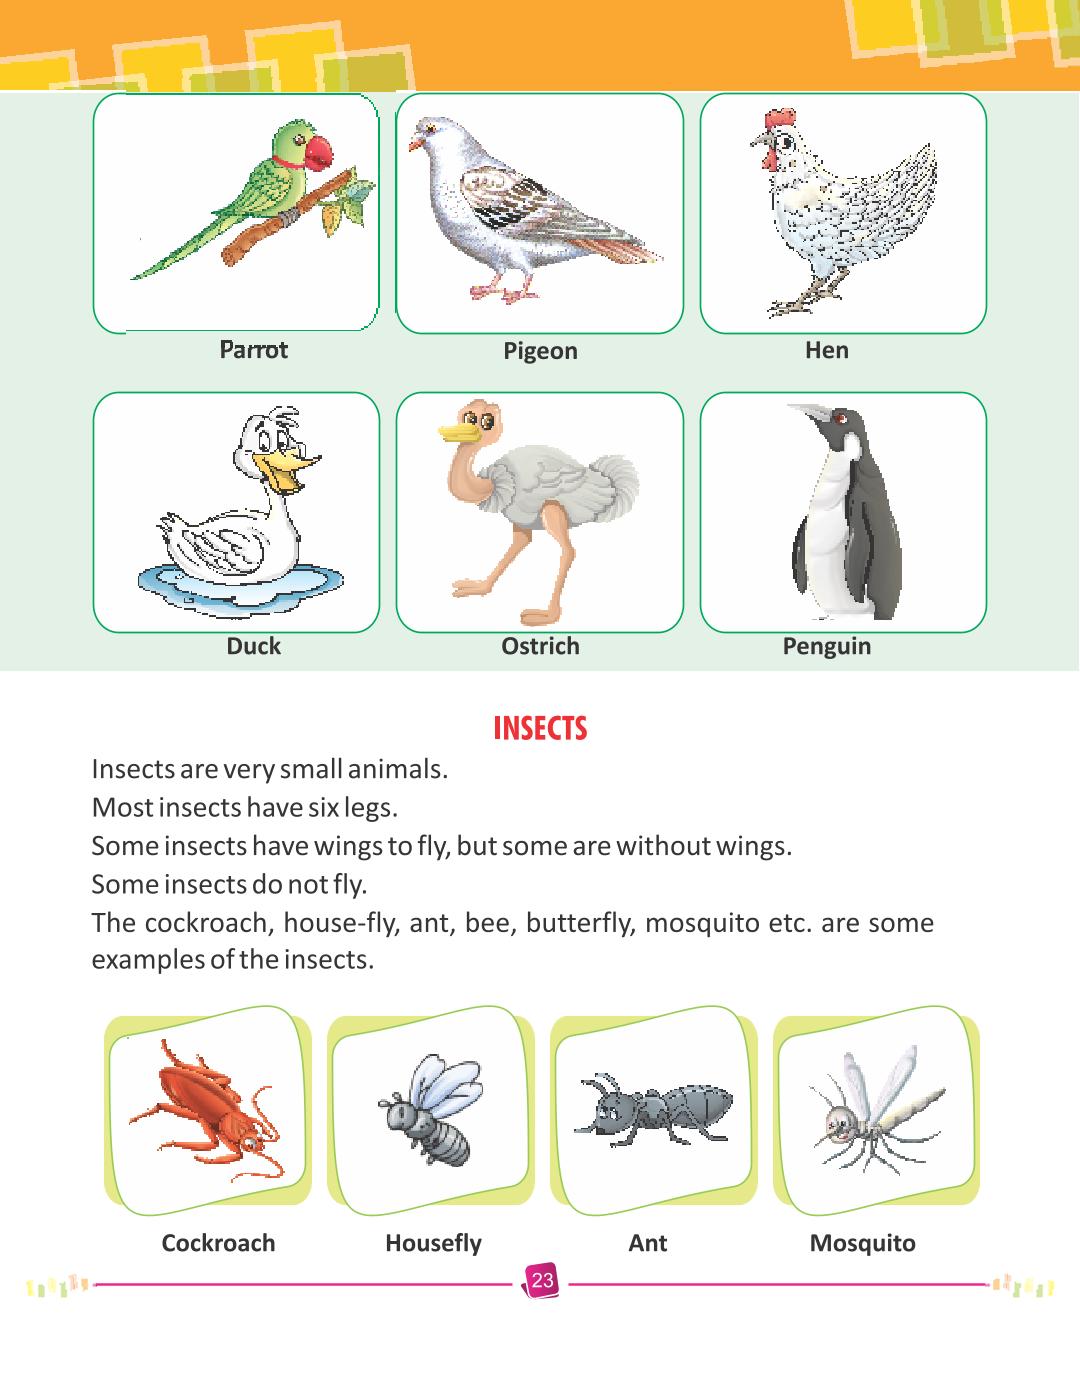 Parrot
Pigeon
Hen
Duck
Ostrich
Penguin
INSECTS
Insects are very small animals.
Most insects have six legs.
Some insects have wings to fly, but some are without wings.
Some insects do not fly.
The cockroach, house-fly, ant, bee, butterfly, mosquito etc. are some
examples of the insects.
Cockroach
Housefly
Ant
Mosquito
23